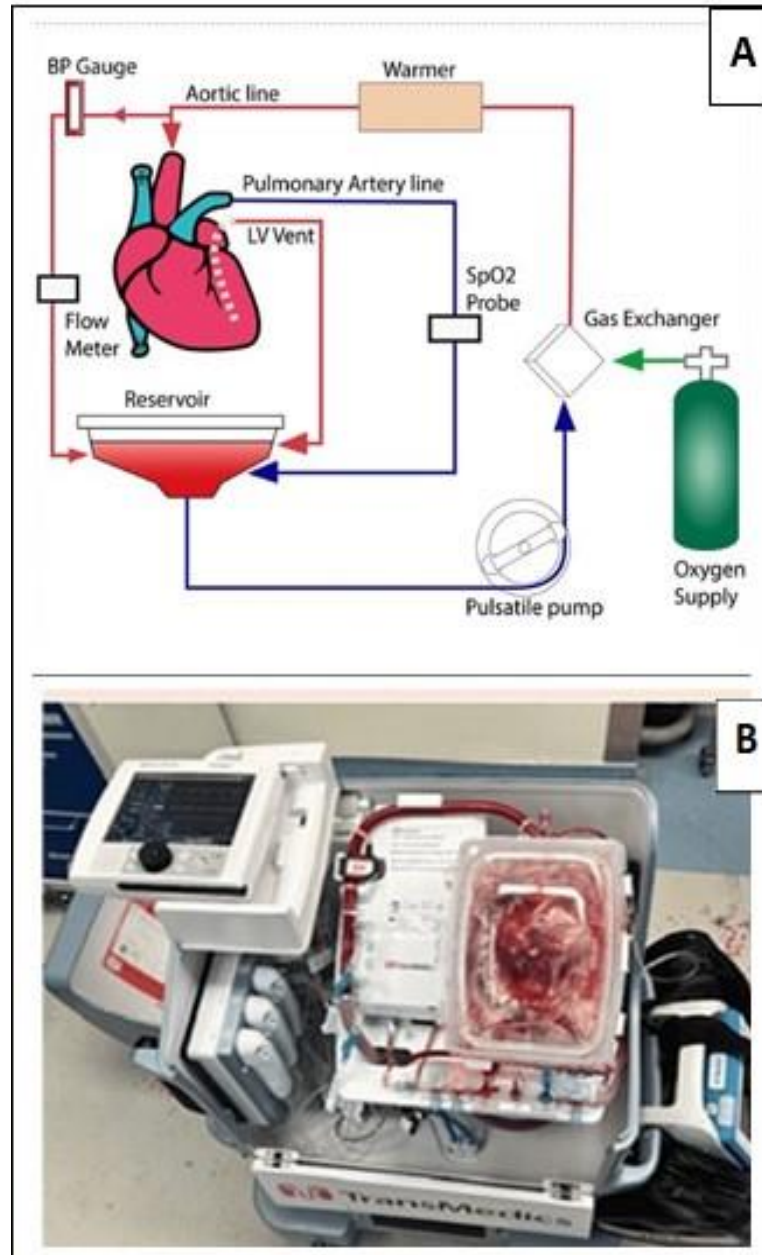 A
BP Gauge
Warmer
Aortic line
Pulmonary Artery line
LV Vent
SpO2
Probe
Gas Exchanger
Flow
Meter
Reservoir
Oxygen
Supply
Pulsatile pump
B
TransMedics